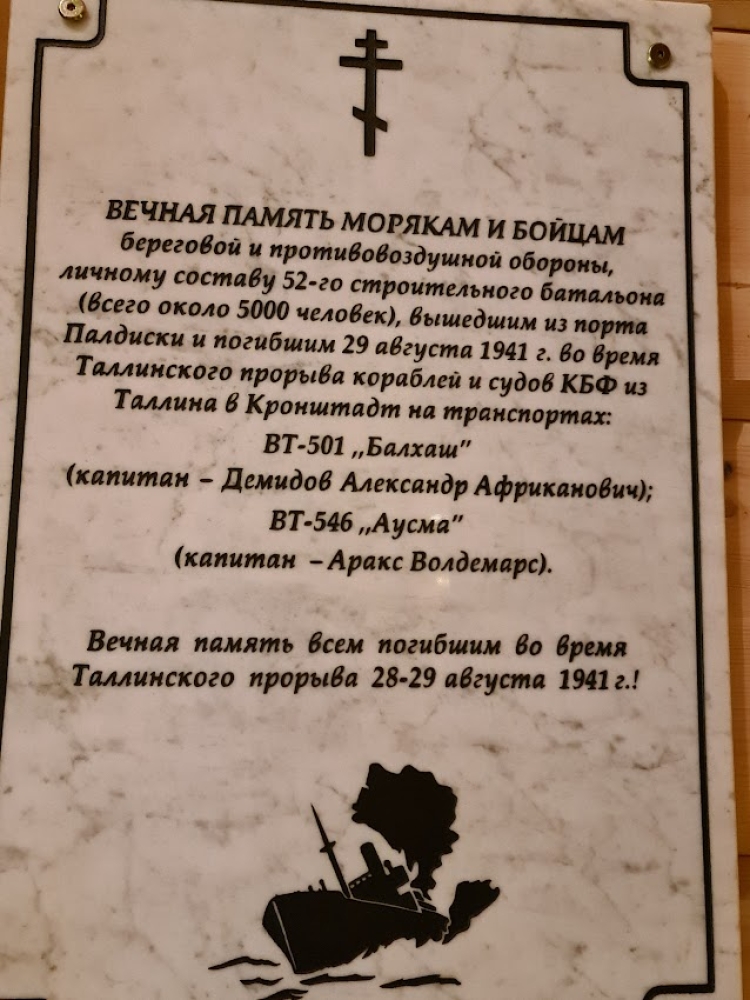 ВЕЧНАЯ ПАМЯТЬ МОРЯКАМ И БОЙЦАМ
береговой и противовоздушной обороны,
личному составу 52-го строительного батальона
(всего около 5000 человек), вышедшим из порта
Палдиски и погибшим 29 августа 1941 г. во время
Таллинского прорыва кораблей и судов КБФ из
Таллина в Кронштадт на транспортах:
ВТ-501 „Балхаш”
(капитан – Демидов Александр Африканович);
ВТ-546 „Аусма”
(капитан – Аракс Волдемарс).
Вечная память всем погибшим во время
Таллинского прорыва 28-29 августа 1941 г.!